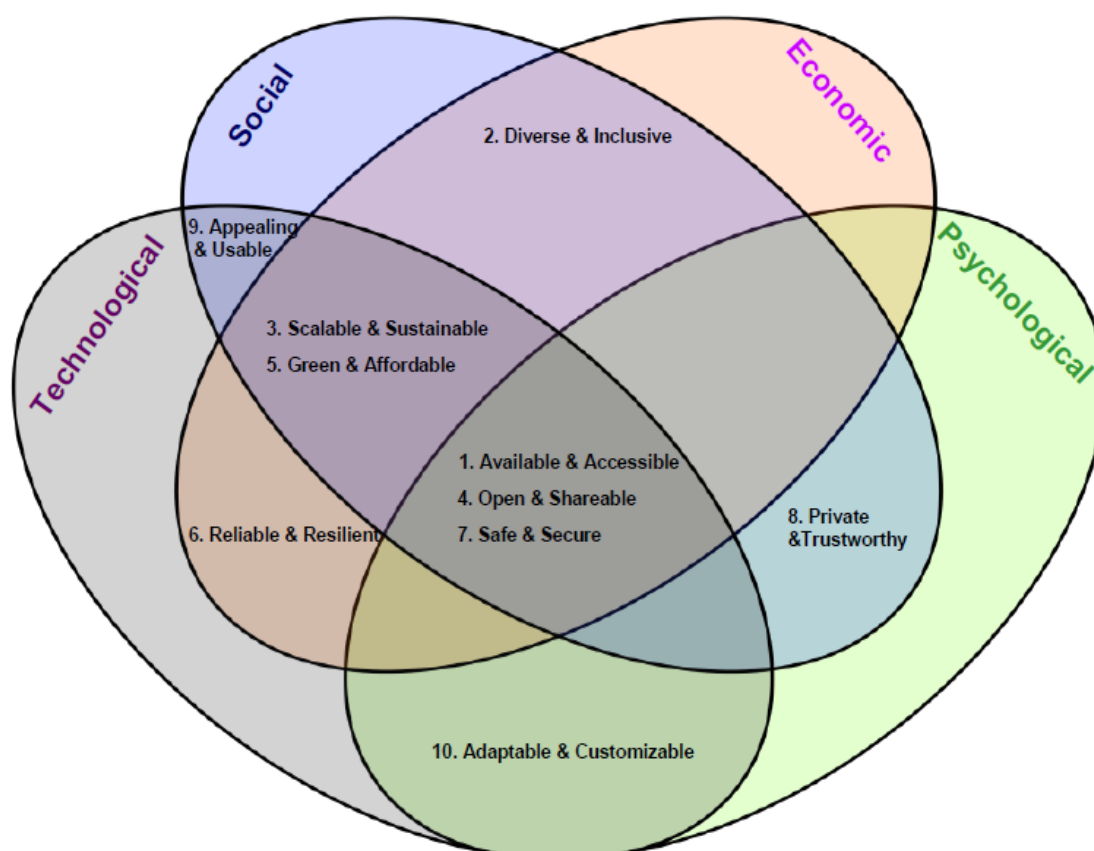 Social
Economic
2. Diverse & Inclusive
9. Appealing
& Usable
Technological
Psychological
3. Scalable & Sustainable
5. Green & Affordable
1. Available & Accessible
4. Open & Shareable
7. Safe & Secure
6. Reliable & Resilient
8. Private
&Trustworthy
10. Adaptable & Customizable